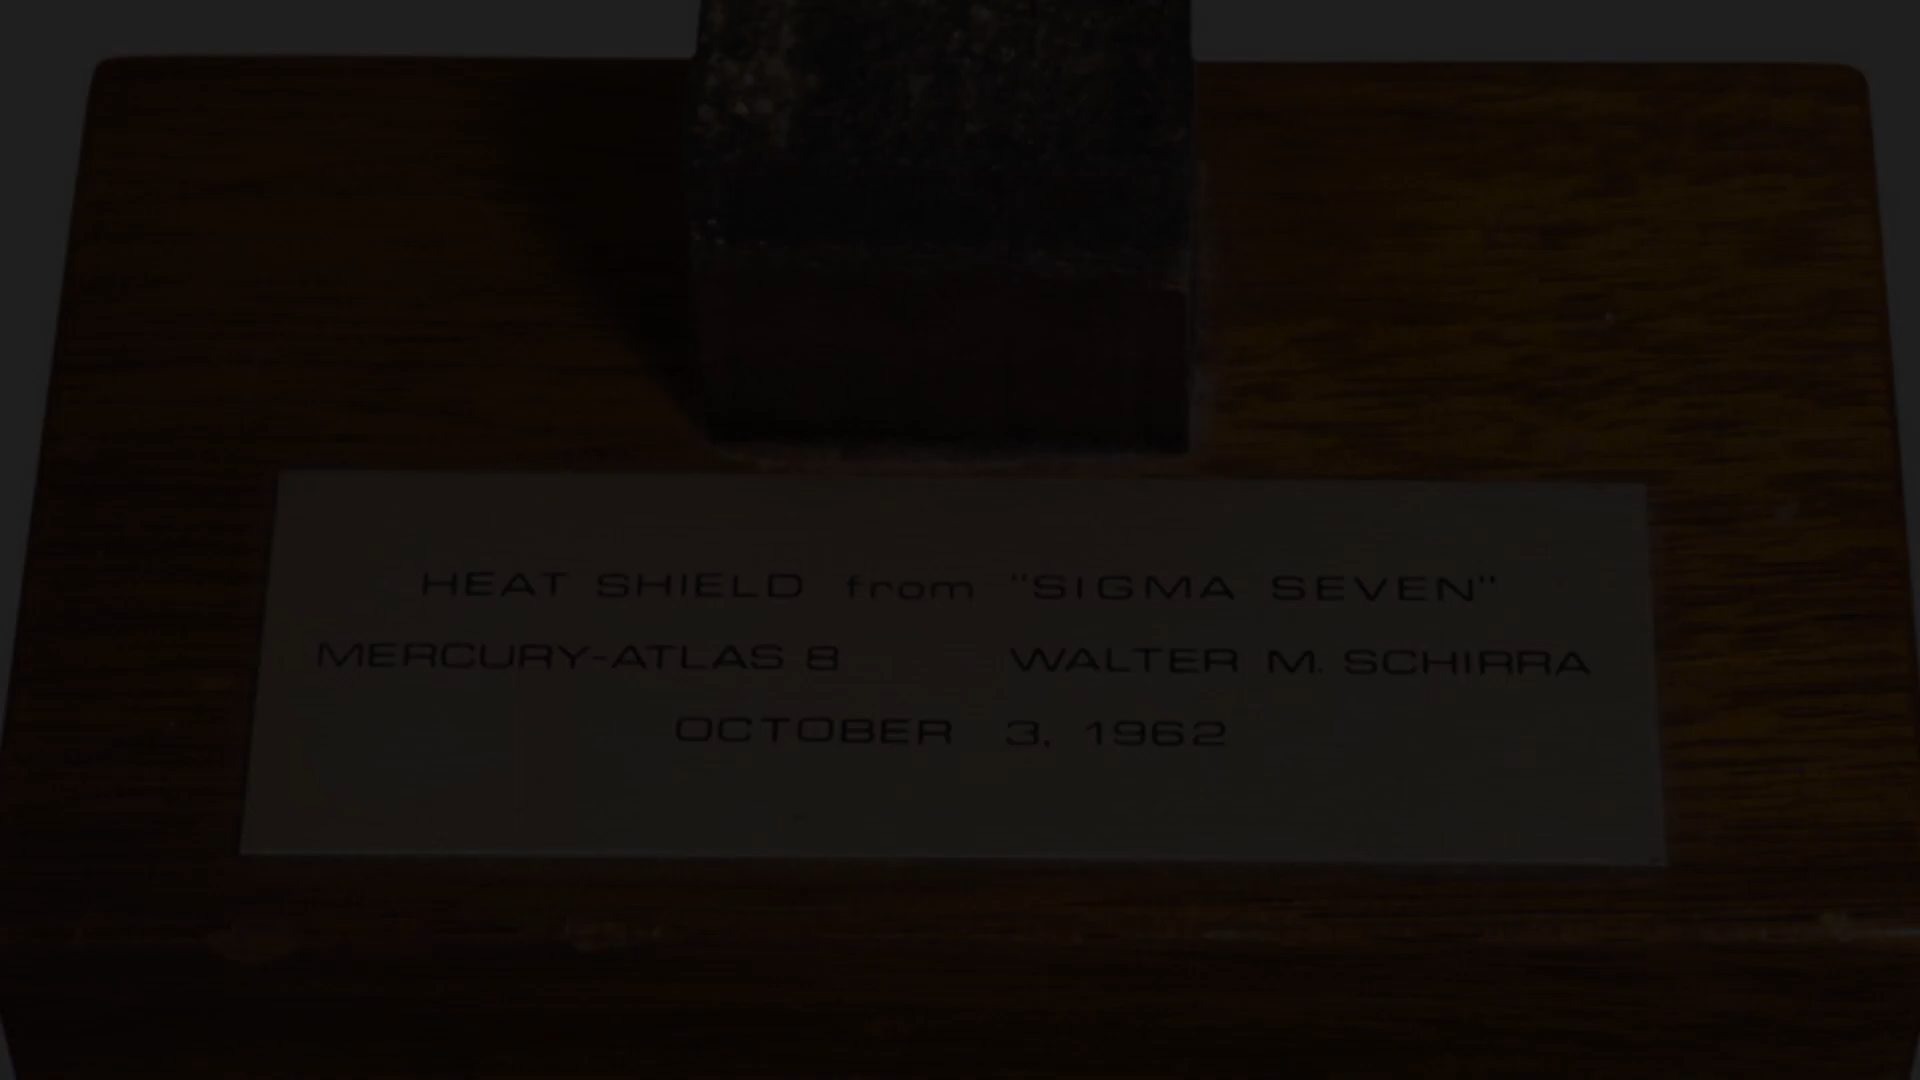 HEAT SHIELD from "SIGMA SEVEN"
MERCURY-ATLAS 8 WALTER M. SCHIRRA
OCTOBER 3, 1962